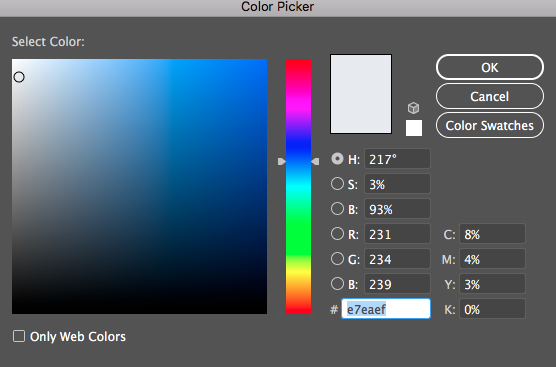 Color Picker
Select Color:
OK
Cancel
Color Swatches
H: 217°
S: 3%
B: 93%
R: 231 C: 8%
G: 234 M: 4%
B: 239 Y: 3%
# e7eaef K: 0%
Only Web Colors